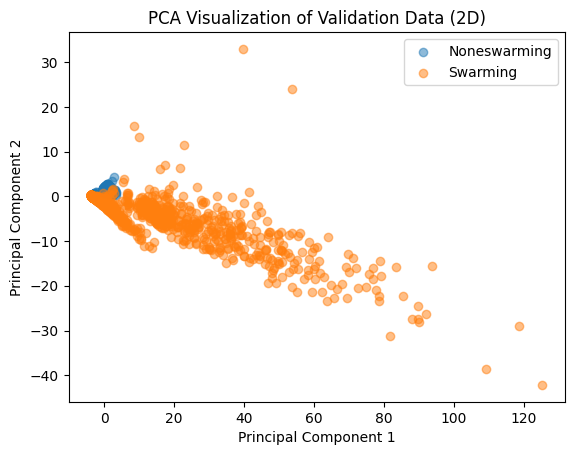 PCA Visualization of Validation Data (2D)
Noneswarming
Swarming
Principal Component 2
30
20
10
0
−10
−20
−30
−40
0 20 40 60 80 100 120
Principal Component 1